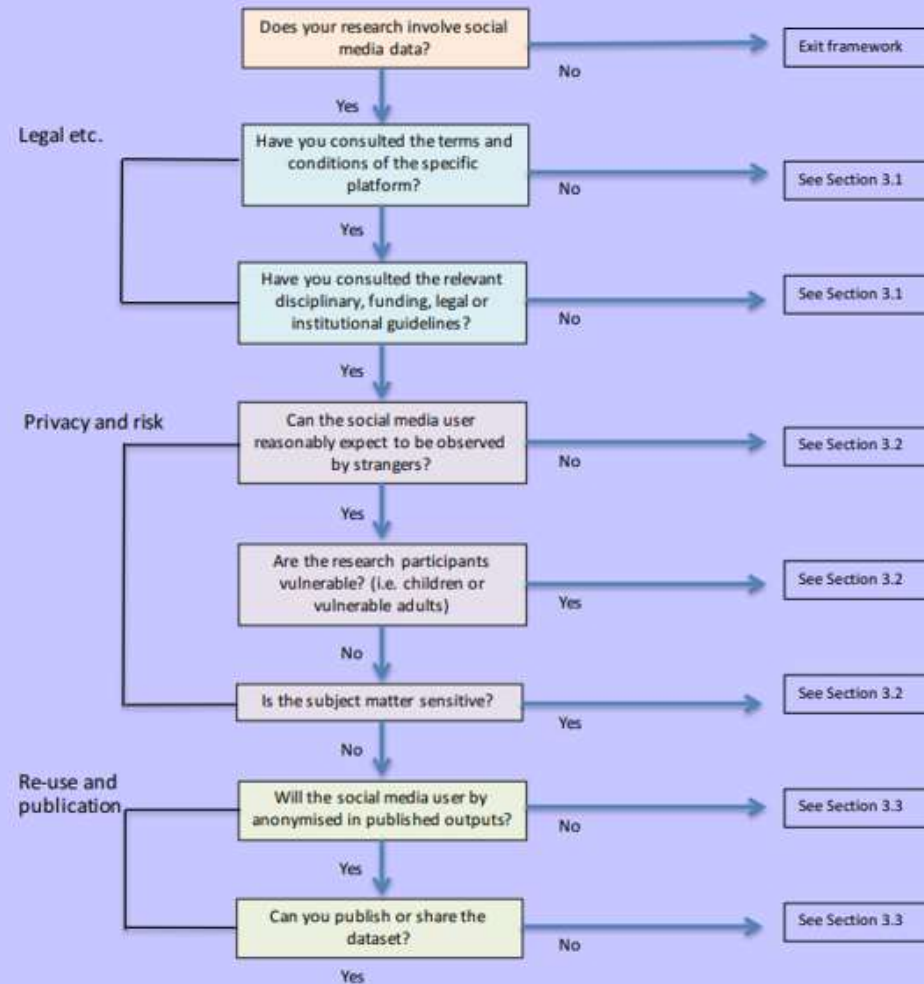 Does your research involve social
media data?
No
Exit framework
Yes
Legal etc.
Have you consulted the terms and
conditions of the specific
platform?
No
See Section 3.1
Yes
Have you consulted the relevant
disciplinary, funding, legal or
institutional guidelines?
No
See Section 3.1
Yes
Privacy and risk
Can the social media user
reasonably expect to be observed
by strangers?
No
See Section 3.2
Yes
Are the research participants
vulnerable? (i.e. children or
vulnerable adults)
Yes
See Section 3.2
No
Is the subject matter sensitive?
Yes
See Section 3.2
No
Re-use and
publication
Will the social media user by
anonymised in published outputs?
No
See Section 3.3
Yes
Can you publish or share the
dataset?
No
See Section 3.3
Yes